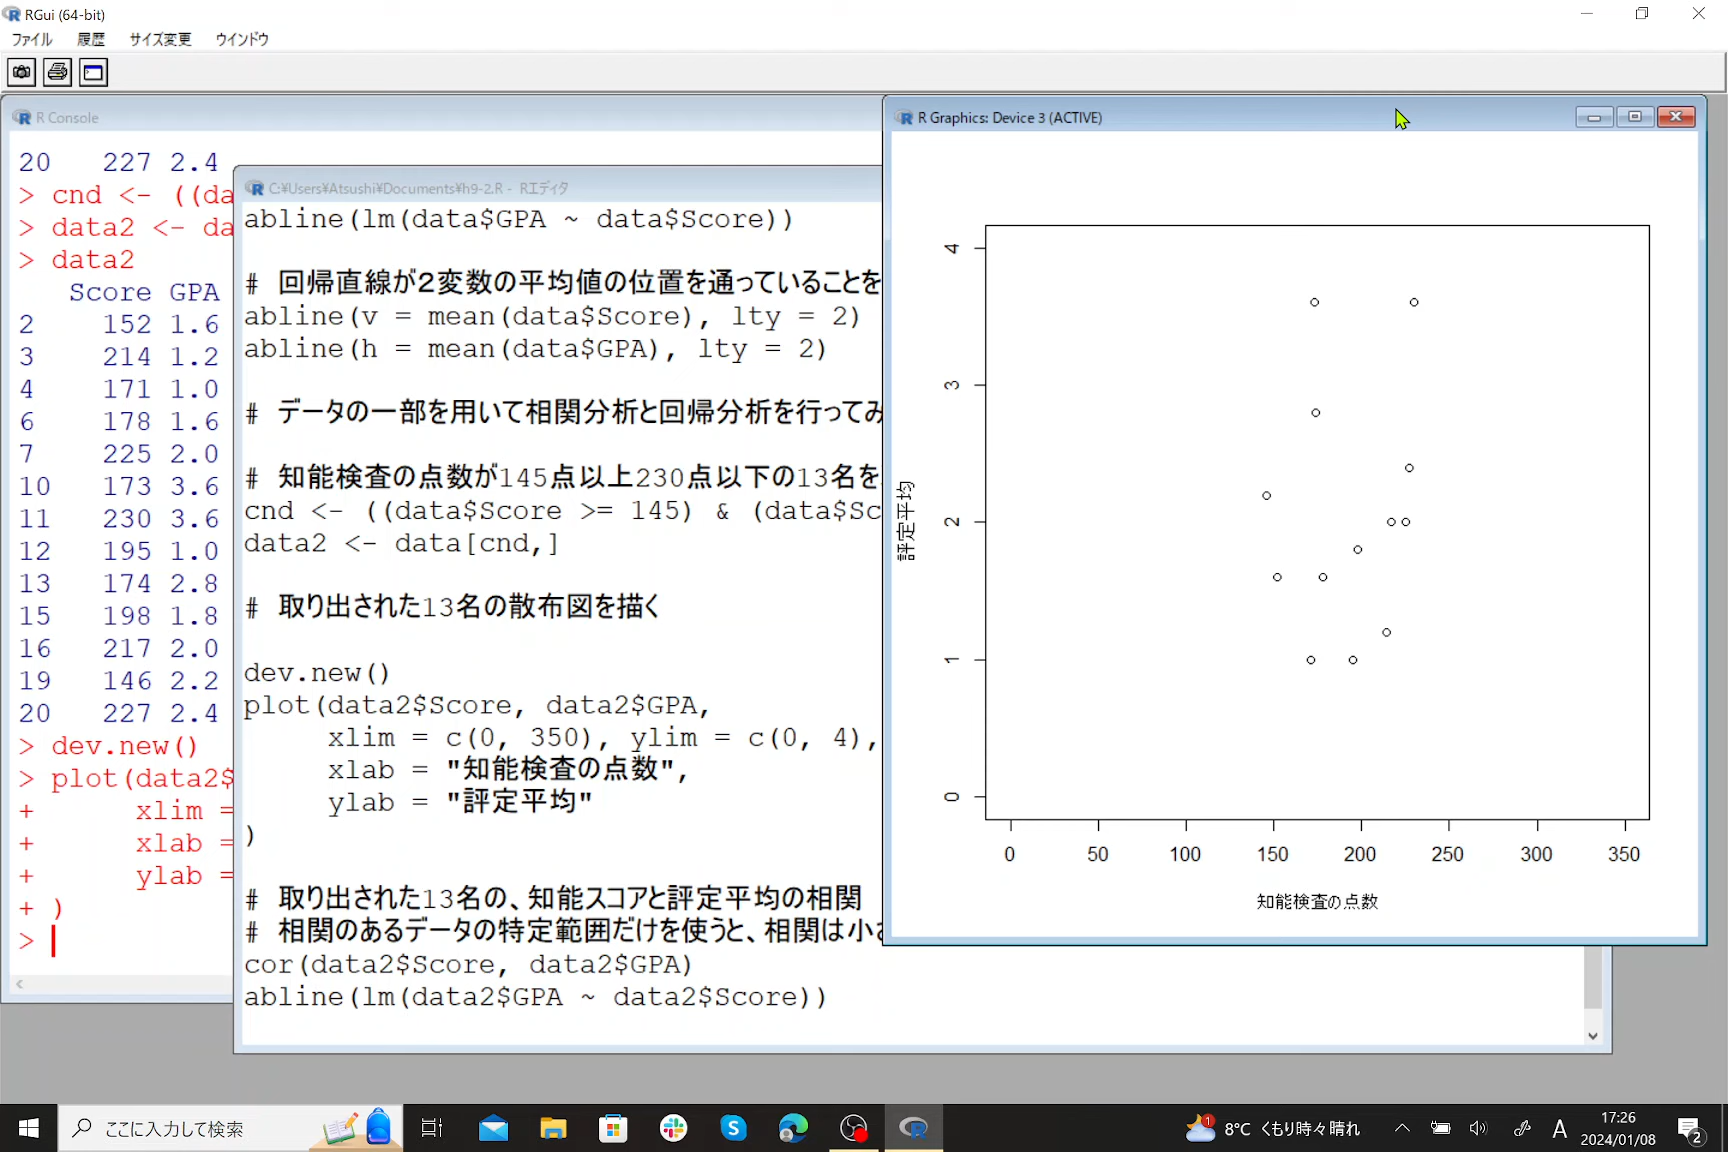 RGui (64-bit)
ファイル 履歴 サイズ変更 ウインドウ
R Console
20 227 2.4
> cnd <- ((da
> data2 <- da
> data2
Score GPA
2 152 1.6
3 214 1.2
4 171 1.0
6 178 1.6
7 225 2.0
10 173 3.6
11 230 3.6
12 195 1.0
13 174 2.8
15 198 1.8
16 217 2.0
19 146 2.2
20 227 2.4
> dev.new()
> plot(data2$
+ xlim =
+ xlab =
+ ylab =
+ )
>
C:¥Users¥Atsushi¥Documents¥h9-2.R - Rエディタ
abline(lm(data$GPA ~ data$Score))
# 回帰直線が2変数の平均値の位置を通っていることを
abline(v = mean(data$Score), lty = 2)
abline(h = mean(data$GPA), lty = 2)
# データの一部を用いて相関分析と回帰分析を行ってみ
# 知能検査の点数が145点以上230点以下の13名を
cnd <- ((data$Score >= 145) & (data$Sc
data2 <- data[cnd,]
# 取り出された13名の散布図を描く
dev.new()
plot(data2$Score, data2$GPA,
xlim = c(0, 350), ylim = c(0, 4),
xlab = "知能検査の点数",
ylab = "評定平均"
)
# 取り出された13名の、知能スコアと評定平均の相関
# 相関のあるデータの特定範囲だけを使うと、相関は小さ
cor(data2$Score, data2$GPA)
abline(lm(data2$GPA ~ data2$Score))
R Graphics: Device 3 (ACTIVE)
4
3
2
1
0
評定平均
0 50 100 150 200 250 300 350
知能検査の点数
ここに入力して検索
1
8°C くもり時々晴れ
A
17:26
2024/01/08
2